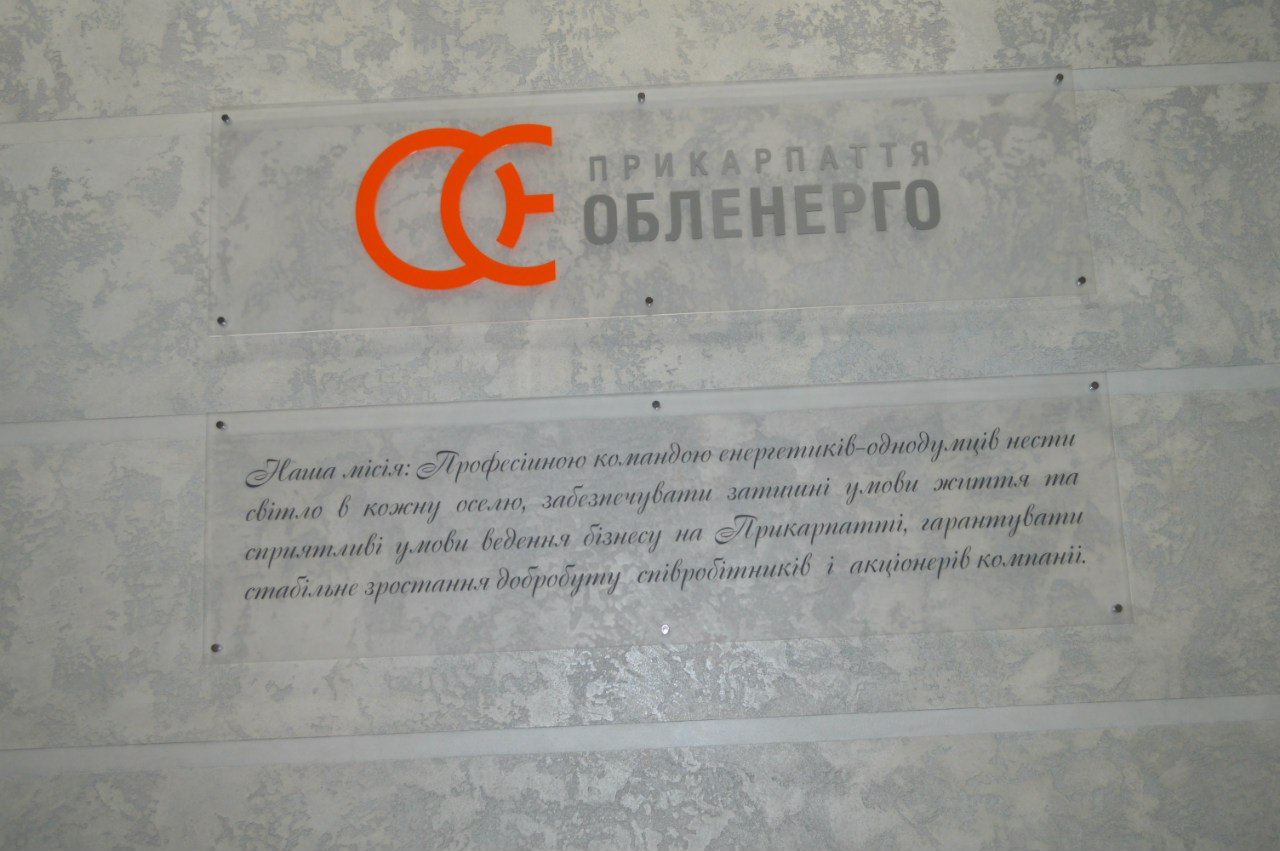 ПРИКАРПАТТЯ
ОБЛЕНЕРГО
Наша місія: Професійною командою енергетиків-однодумців нести
світло в кожну оселю, забезпечувати затишні умови життя та
сприятливі умови ведення бізнесу на Прикарпатті, гарантувати
стабільне зростання добробуту співробітників і акціонерів компанії.